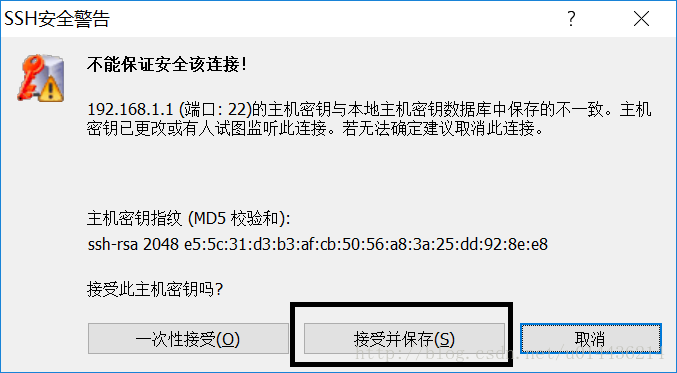 SSH安全警告
不能保证安全该连接!
192.168.1.1 (端口: 22)的主机密钥与本地主机密钥数据库中保存的不一致。主机
密钥已更改或有人试图监听此连接。若无法确定建议取消此连接。
主机密钥指纹 (MD5 校验和):
ssh-rsa 2048 e5:5c:31:d3:b3:af:cb:50:56:a8:3a:25:dd:92:8e:e8
接受此主机密钥吗?
一次性接受(O) 接受并保存(S) 取消